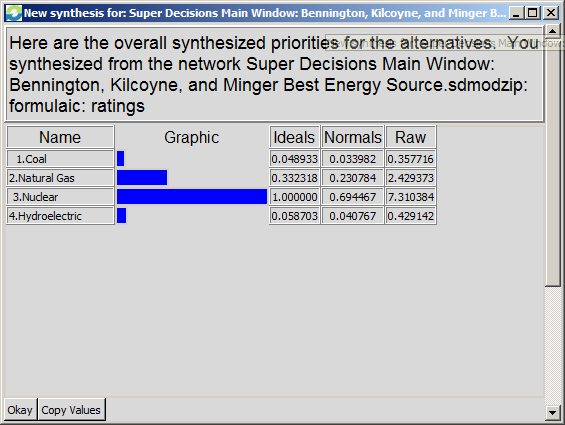 New synthesis for: Super Decisions Main Window: Bennington, Kilcoyne, and Minger B...
Here are the overall synthesized priorities for the alternatives. You
synthesized from the network Super Decisions Main Window:
Bennington, Kilcoyne, and Minger Best Energy Source.sdmodzip:
formulaic: ratings
Name Graphic Ideals Normals Raw
1.Coal 0.048933 0.033982 0.357716
2.Natural Gas 0.332318 0.230784 2.429373
3.Nuclear 1.000000 0.694467 7.310384
4.Hydroelectric 0.058703 0.040767 0.429142
Okay Copy Values